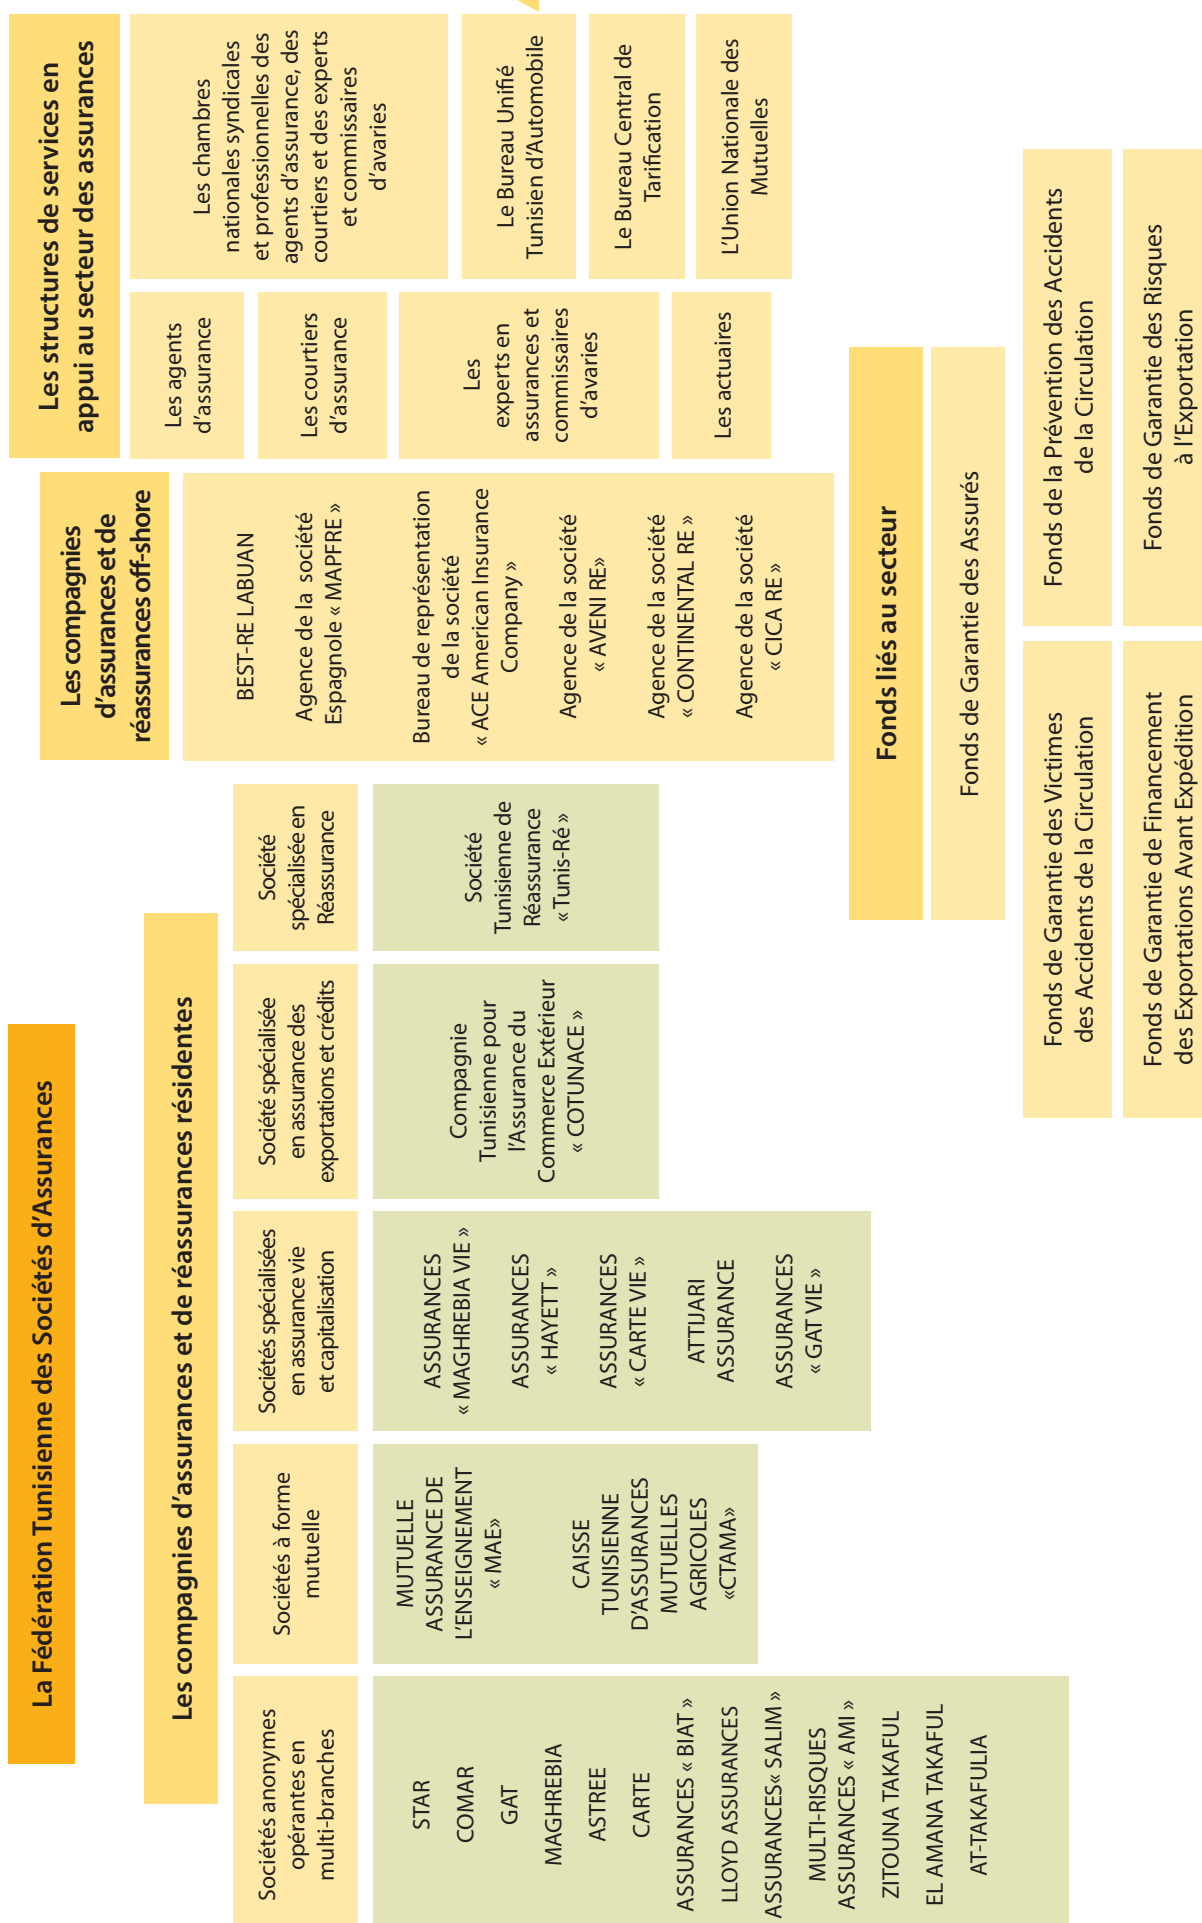 La Fédération Tunisienne des Sociétés d'Assurances
Les compagnies d'assurances et de réassurances résidentes
Sociétés anonymes
opérantes en
multi-branches
STAR
COMAR
GAT
MAGHREBIA
ASTREE
CARTE
ASSURANCES « BIAT »
LLOYD ASSURANCES
ASSURANCES« SALIM »
MULTI-RISQUES
ASSURANCES « AMI »
ZITOUNA TAKAFUL
EL AMANA TAKAFUL
AT-TAKAFULIA
Sociétés à forme
mutuelle
MUTUELLE
ASSURANCE DE
L'ENSEIGNEMENT
« MAE»
CAISSE
TUNISIENNE
D'ASSURANCES
MUTUELLES
AGRICOLES
«CTAMA»
Sociétés spécialisées
en assurance vie
et capitalisation
ASSURANCES
« MAGHREBIA VIE »
ASSURANCES
« HAYETT »
ASSURANCES
« CARTE VIE »
ATTIJARI
ASSURANCE
ASSURANCES
« GAT VIE »
Société spécialisée
en assurance des
exportations et crédits
Compagnie
Tunisienne pour
l'Assurance du
Commerce Extérieur
« COTUNACE »
Société
spécialisée en
Réassurance
Société
Tunisienne de
Réassurance
« Tunis-Ré »
Les compagnies
d'assurances et de
réassurances off-shore
BEST-RE LABUAN
Agence de la société
Espagnole « MAPFRE »
Bureau de représentation
de la société
« ACE American Insurance
Company »
Agence de la société
« AVENI RE»
Agence de la société
« CONTINENTAL RE »
Agence de la société
« CICA RE »
Les structures de services en
appui au secteur des assurances
Les agents
d'assurance
Les courtiers
d'assurance
Les
experts en
assurances et
commissaires
d'avaries
Les actuaires
Les chambres
nationales syndicales
et professionnelles des
agents d'assurance, des
courtiers et des experts
et commissaires
d'avaries
Le Bureau Unifié
Tunisien d'Automobile
Le Bureau Central de
Tarification
L'Union Nationale des
Mutuelles
Fonds liés au secteur
Fonds de Garantie des Assurés
Fonds de Garantie des Victimes
des Accidents de la Circulation
Fonds de la Prévention des Accidents
de la Circulation
Fonds de Garantie de Financement
des Exportations Avant Expédition
Fonds de Garantie des Risques
à l'Exportation